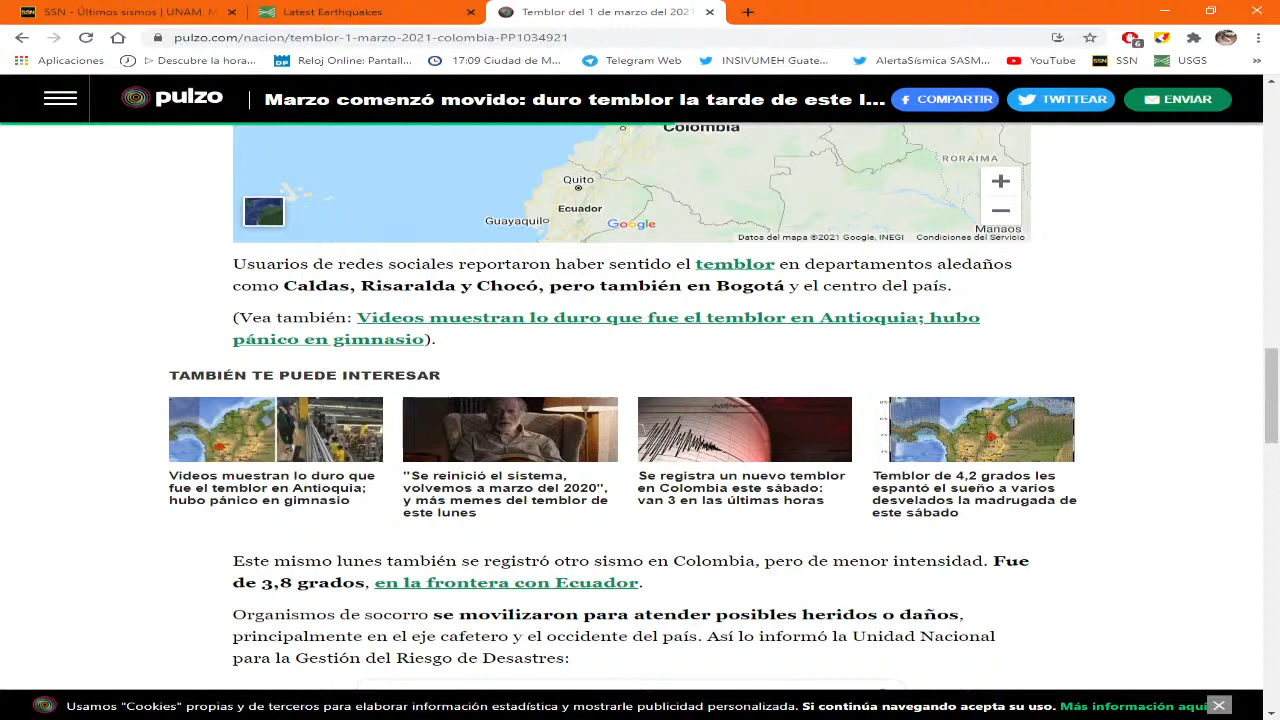 SSN - Últimos sismos | UNAM, M
Latest Earthquakes
Temblor del 1 de marzo del 2021
pulzo.com/nacion/temblor-1-marzo-2021-colombia-PP1034921
6
Aplicaciones
▷ Descubre la hora...
DP Reloj Online: Pantall...
17:09 Ciudad de M...
Telegram Web
INSIVUMEH Guate...
AlertaSísmica SASM...
YouTube
SSN SSN
USGS
»
pulzo
Marzo comenzó movido: duro temblor la tarde de este l...
COMPARTIR
TWITTEAR
ENVIAR
Colombia
RORAIMA
Quito
Ecuador
Guayaquil
Google
Manaos
Datos del mapa ©2021 Google, INEGI Condiciones del Servicio
Usuarios de redes sociales reportaron haber sentido el temblor en departamentos aledaños
como Caldas, Risaralda y Chocó, pero también en Bogotá y el centro del país.
(Vea también: Videos muestran lo duro que fue el temblor en Antioquia; hubo
pánico en gimnasio).
TAMBIÉN TE PUEDE INTERESAR
Videos muestran lo duro que
fue el temblor en Antioquia;
hubo pánico en gimnasio
"Se reinició el sistema,
volvemos a marzo del 2020",
y más memes del temblor de
este lunes
Se registra un nuevo temblor
en Colombia este sábado:
van 3 en las últimas horas
Temblor de 4,2 grados les
espantó el sueño a varios
desvelados la madrugada de
este sábado
Este mismo lunes también se registró otro sismo en Colombia, pero de menor intensidad. Fue
de 3,8 grados, en la frontera con Ecuador.
Organismos de socorro se movilizaron para atender posibles heridos o daños,
principalmente en el eje cafetero y el occidente del país. Así lo informó la Unidad Nacional
para la Gestión del Riesgo de Desastres:
Usamos "Cookies" propias y de terceros para elaborar información estadística y mostrarle publicidad personalizada. Si continúa navegando acepta su uso. Más información aquí